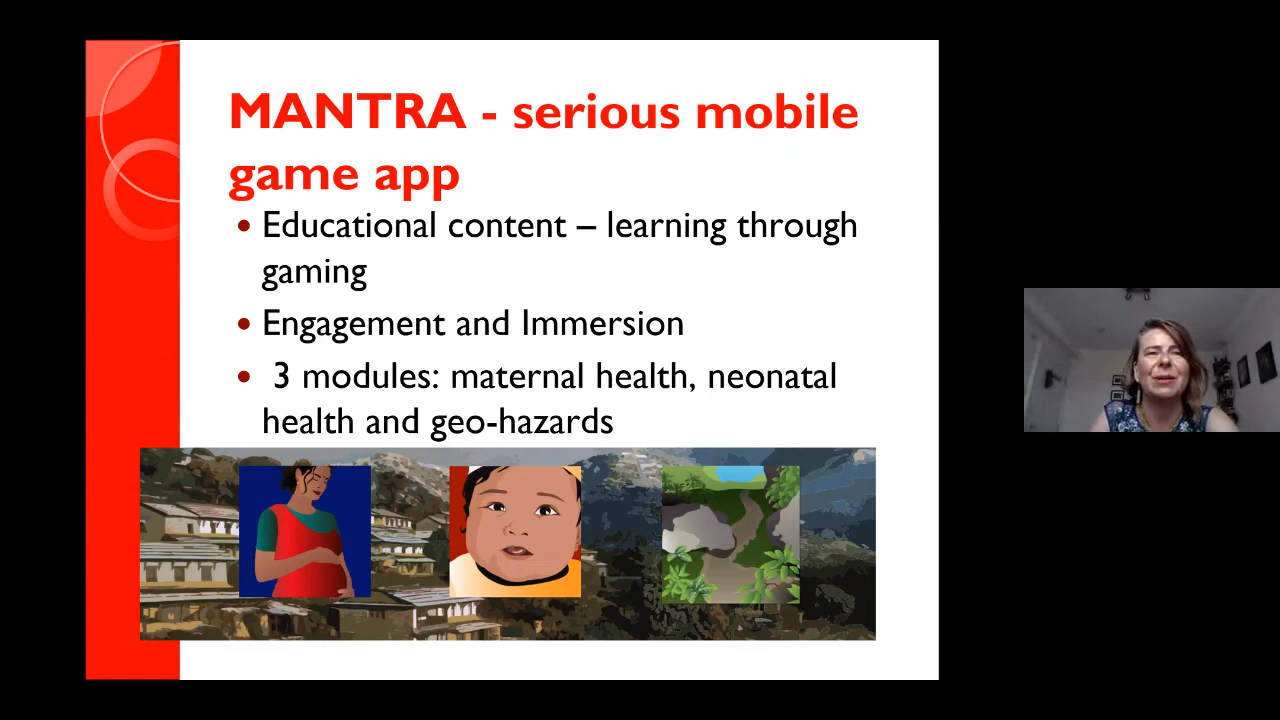 MANTRA - serious mobile
game app
• Educational content – learning through
gaming
• Engagement and Immersion
• 3 modules: maternal health, neonatal
health and geo-hazards